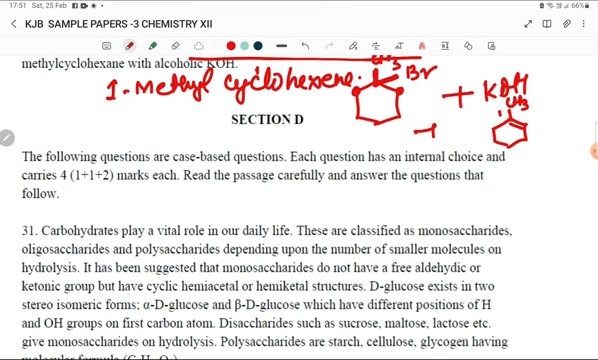 17:51 Sat, 25 Feb
66%
KJB SAMPLE PAPERS -3 CHEMISTRY XII
methylcyclohexane with alcoholic KOH.
1. Methyl cyclohexene.
CH3
Br
+ KOH
CH3
SECTION D
The following questions are case-based questions. Each question has an internal choice and
carries 4 (1+1+2) marks each. Read the passage carefully and answer the questions that
follow.
31. Carbohydrates play a vital role in our daily life. These are classified as monosaccharides,
oligosaccharides and polysaccharides depending upon the number of smaller molecules on
hydrolysis. It has been suggested that monosaccharides do not have a free aldehydic or
ketonic group but have cyclic hemiacetal or hemiketal structures. D-glucose exists in two
stereo isomeric forms; α-D-glucose and β-D-glucose which have different positions of H
and OH groups on first carbon atom. Disaccharides such as sucrose, maltose, lactose etc.
give monosaccharides on hydrolysis. Polysaccharides are starch, cellulose, glycogen having
molecular formula